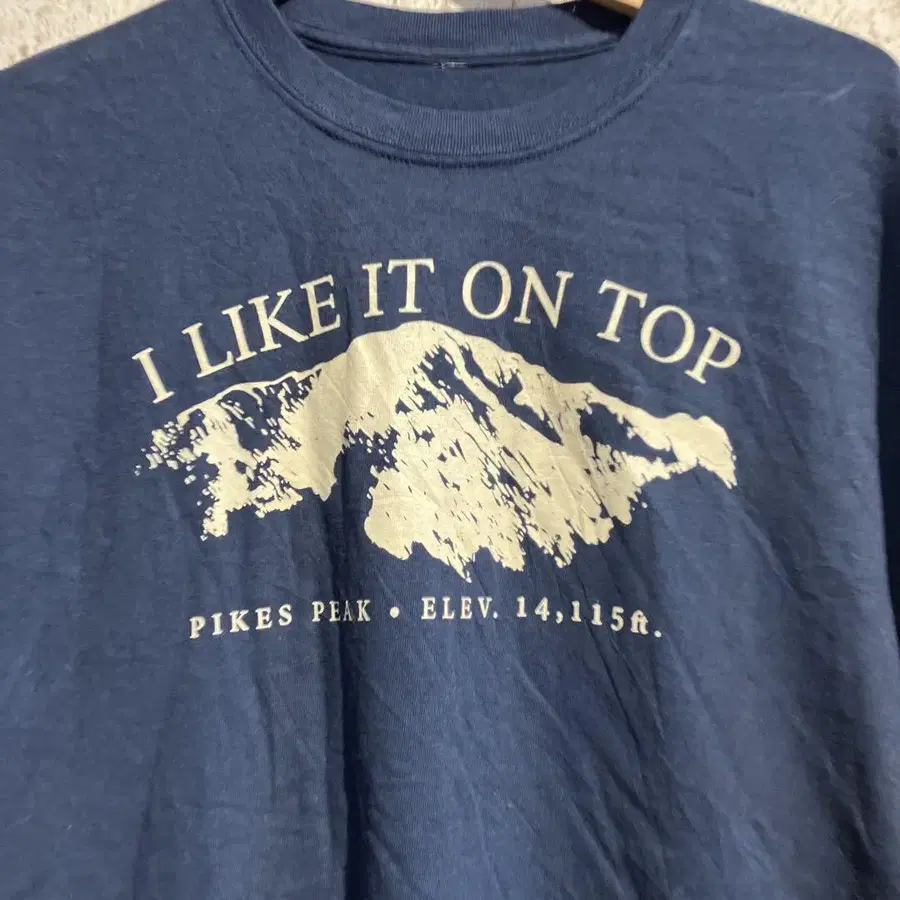 I LIKE IT ON TOP
PIKES PEAK • ELEV. 14,115ft.